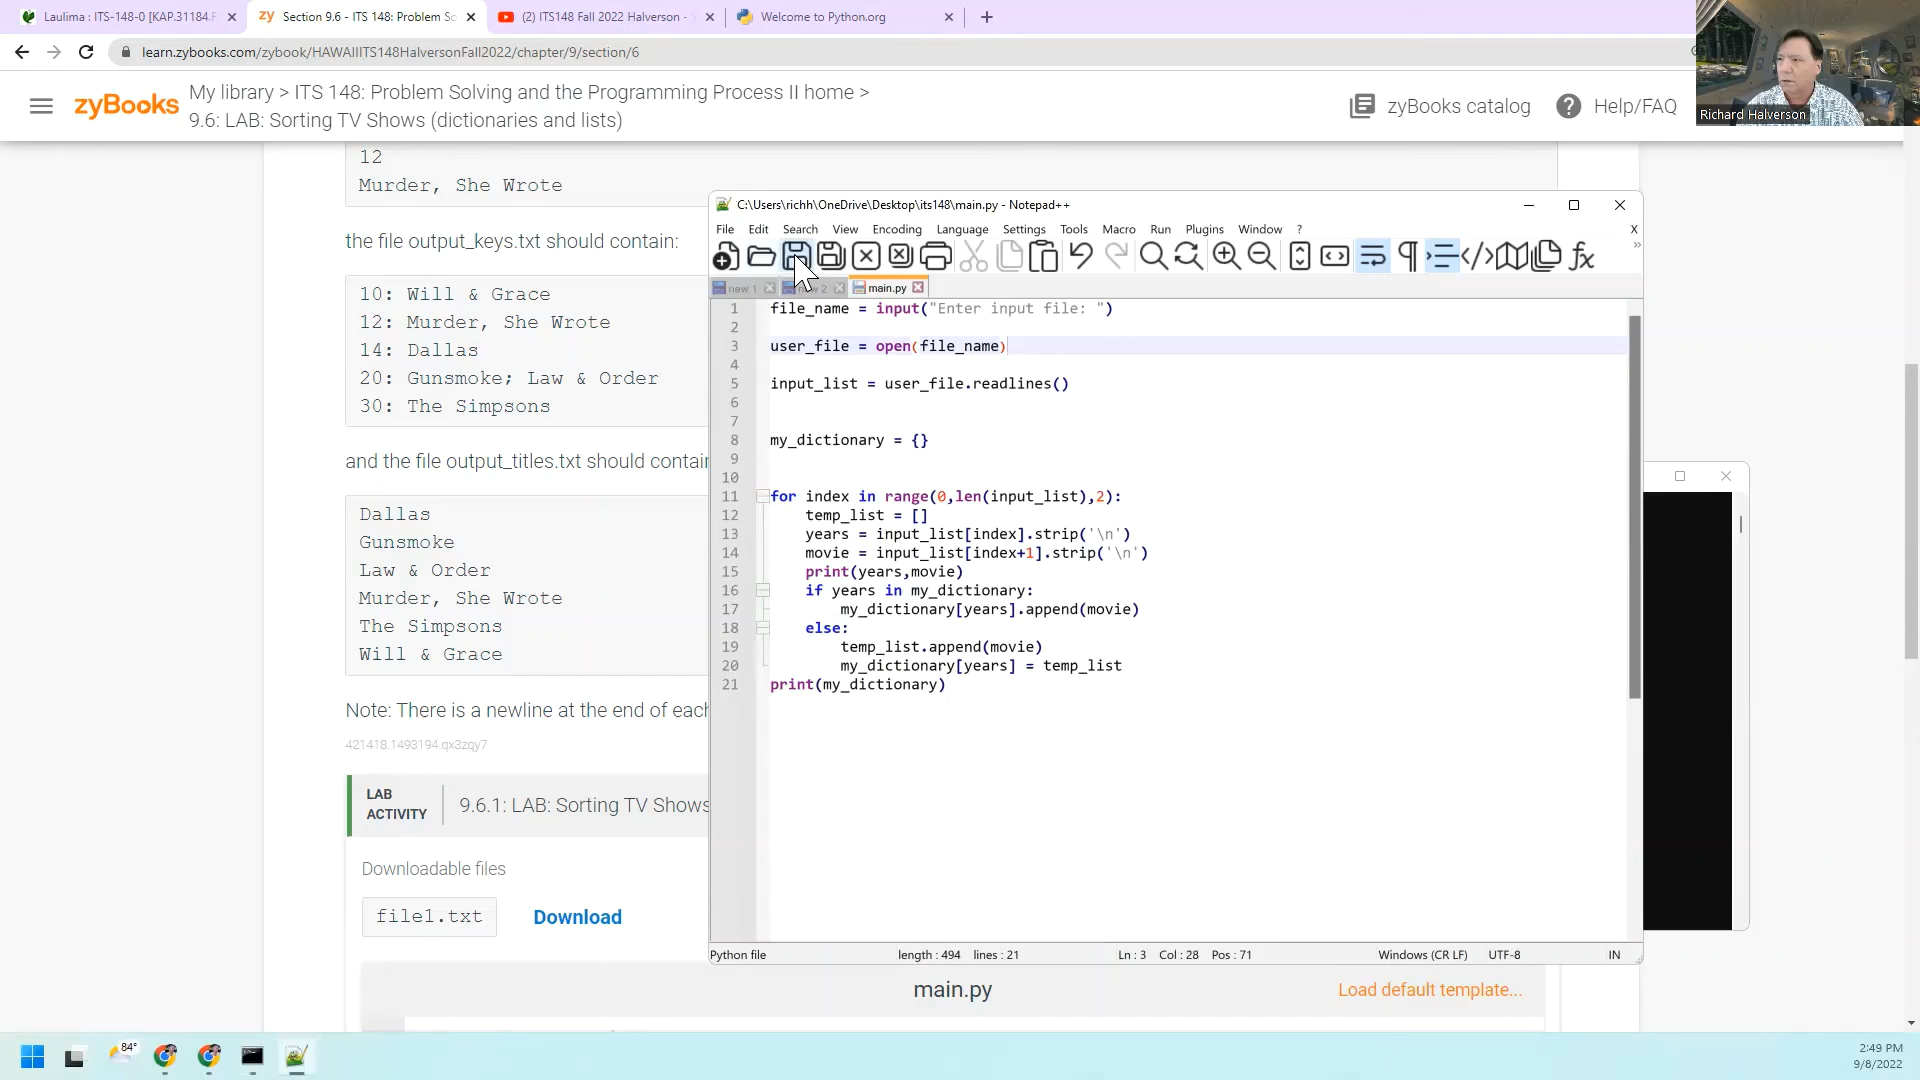 Laulima : ITS-148-0 [KAP.31184.F
Section 9.6 - ITS 148: Problem So
(2) ITS148 Fall 2022 Halverson -
Welcome to Python.org
learn.zybooks.com/zybook/HAWAIIITS148HalversonFall2022/chapter/9/section/6
zyBooks
My library > ITS 148: Problem Solving and the Programming Process II home >
9.6: LAB: Sorting TV Shows (dictionaries and lists)
zyBooks catalog
Help/FAQ
Richard Halverson
12
Murder, She Wrote
the file output_keys.txt should contain:
10: Will & Grace
12: Murder, She Wrote
14: Dallas
20: Gunsmoke; Law & Order
30: The Simpsons
and the file output_titles.txt should contain
Dallas
Gunsmoke
Law & Order
Murder, She Wrote
The Simpsons
Will & Grace
Note: There is a newline at the end of each
421418.1493194.qx3zqy7
LAB
ACTIVITY
9.6.1: LAB: Sorting TV Shows
Downloadable files
file1.txt
Download
main.py
Load default template...
C:\Users\richh\OneDrive\Desktop\its148\main.py - Notepad++
File Edit Search View Encoding Language Settings Tools Macro Run Plugins Window ? X
new 1
new 2
main.py
1 file_name = input("Enter input file: ")
2
3 user_file = open(file_name)
4
5 input_list = user_file.readlines()
6
7
8 my_dictionary = {}
9
10
11 for index in range(0,len(input_list),2):
12 temp_list = []
13 years = input_list[index].strip('\n')
14 movie = input_list[index+1].strip('\n')
15 print(years,movie)
16 if years in my_dictionary:
17 my_dictionary[years].append(movie)
18 else:
19 temp_list.append(movie)
20 my_dictionary[years] = temp_list
21 print(my_dictionary)
Python file
length : 494 lines : 21
Ln : 3 Col : 28 Pos : 71
Windows (CR LF)
UTF-8
IN
84°
2:49 PM
9/8/2022